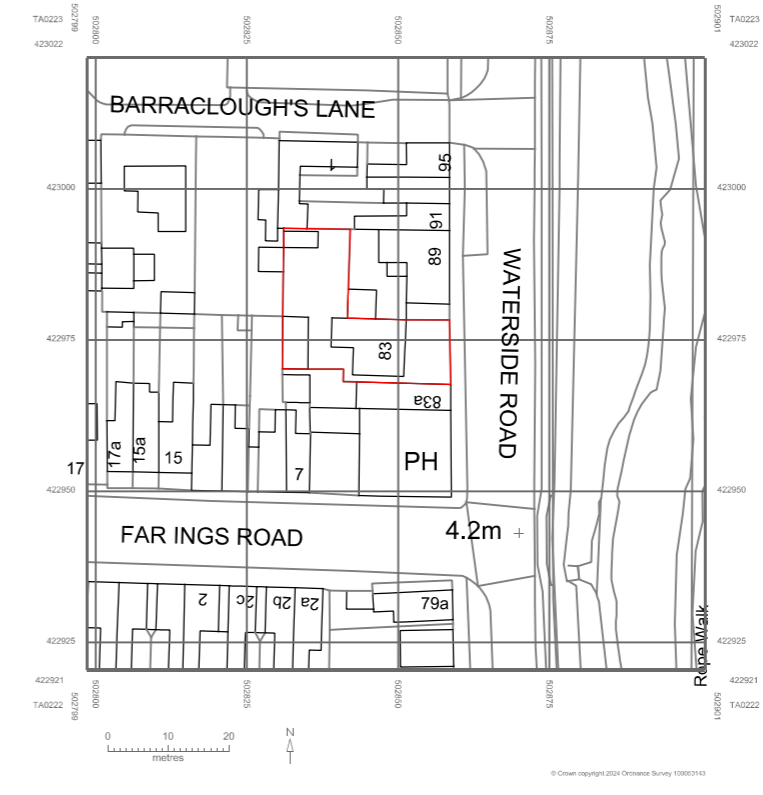 TA0223
502799
502800
502825
502850
502875
502901
TA0223
423022
423022
BARRACLOUGH'S LANE
1
95
423000
423000
91
89
WATERSIDE ROAD
422975
422975
83
83a
17a
15a
15
17
7
PH
422950
422950
FAR INGS ROAD
4.2m
2
2c
2b
2a
79a
Rope Walk
422925
422925
422921
422921
TA0222
502799
502800
502825
502850
502875
502901
TA0222
0 10 20
metres
N
© Crown copyright 2024 Ordnance Survey 100053143